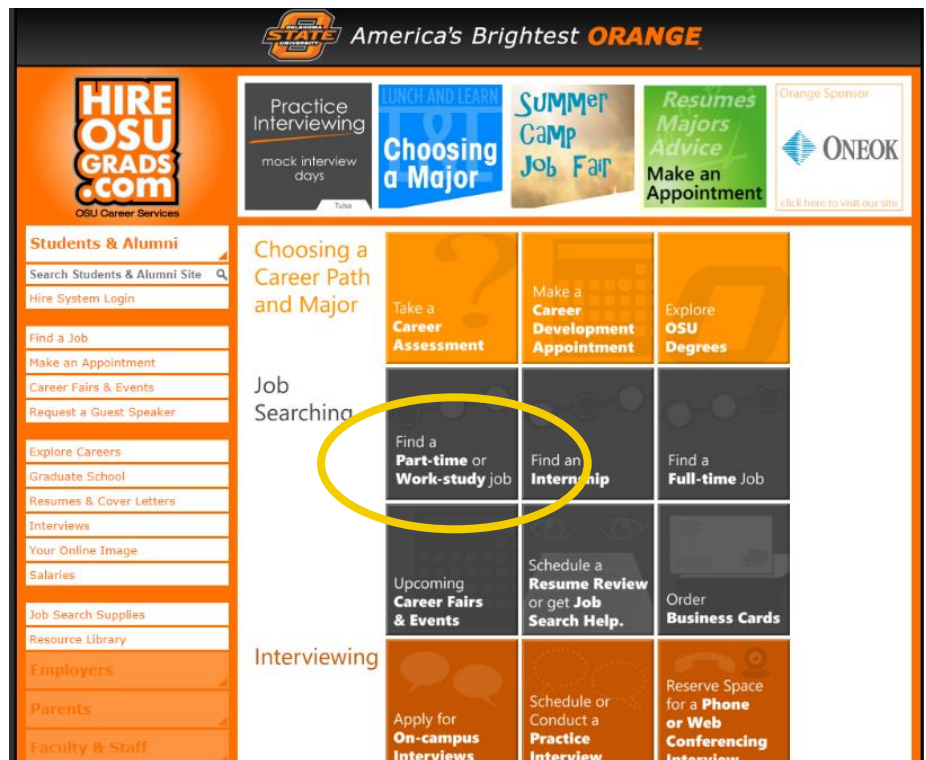 OKLAHOMA
STATE
UNIVERSITY
America's Brightest ORANGE
HIRE
OSU
GRADS
.com
OSU Career Services
Practice
Interviewing
mock interview
days
Tulsa
LUNCH AND LEARN
L&L
Choosing
a Major
Summer
Camp
Job Fair
Resumes
Majors
Advice
Make an
Appointment
Orange Sponsor
ONEOK
click here to visit our site
Students & Alumni
Search Students & Alumni Site
Hire System Login
Find a Job
Make an Appointment
Career Fairs & Events
Request a Guest Speaker
Explore Careers
Graduate School
Resumes & Cover Letters
Interviews
Your Online Image
Salaries
Job Search Supplies
Resource Library
Employers
Parents
Faculty & Staff
Choosing a
Career Path
and Major
Take a
Career
Assessment
Make a
Career
Development
Appointment
Explore
OSU
Degrees
Job
Searching
Find a
Part-time or
Work-study job
Find an
Internship
Find a
Full-time Job
Upcoming
Career Fairs
& Events
Schedule a
Resume Review
or get Job
Search Help.
Order
Business Cards
Interviewing
Apply for
On-campus
Interviews
Schedule or
Conduct a
Practice
Interview
Reserve Space
for a Phone
or Web
Conferencing
Interview